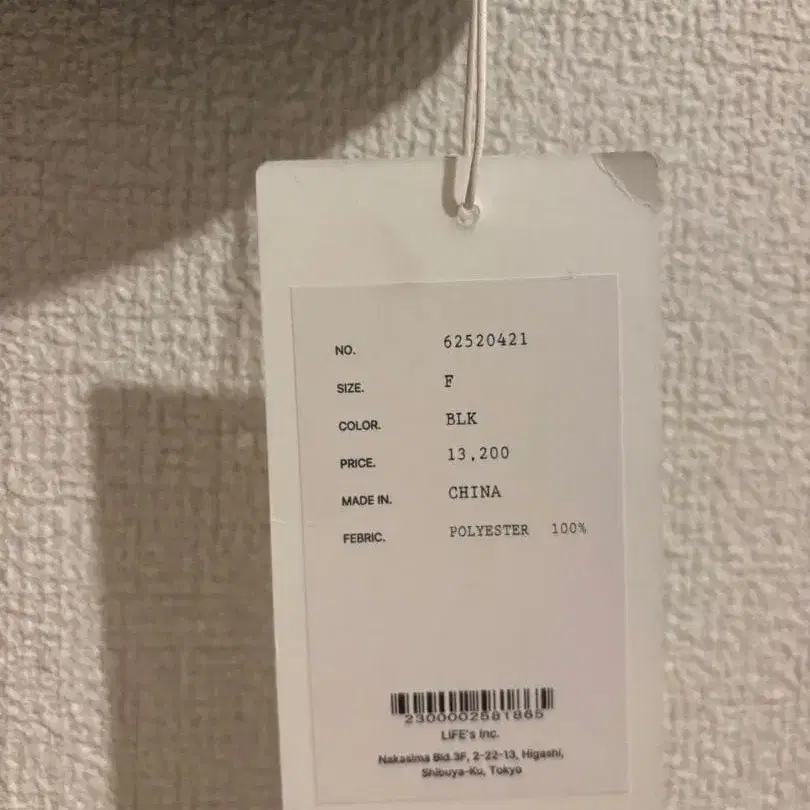 NO. 62520421
SIZE. F
COLOR. BLK
PRICE. 13,200
MADE IN. CHINA
FEBRIC. POLYESTER 100%
2300002581865
LIFE's Inc.
Nakasima Bld.3F, 2-22-13, Higashi,
Shibuya-Ku, Tokyo